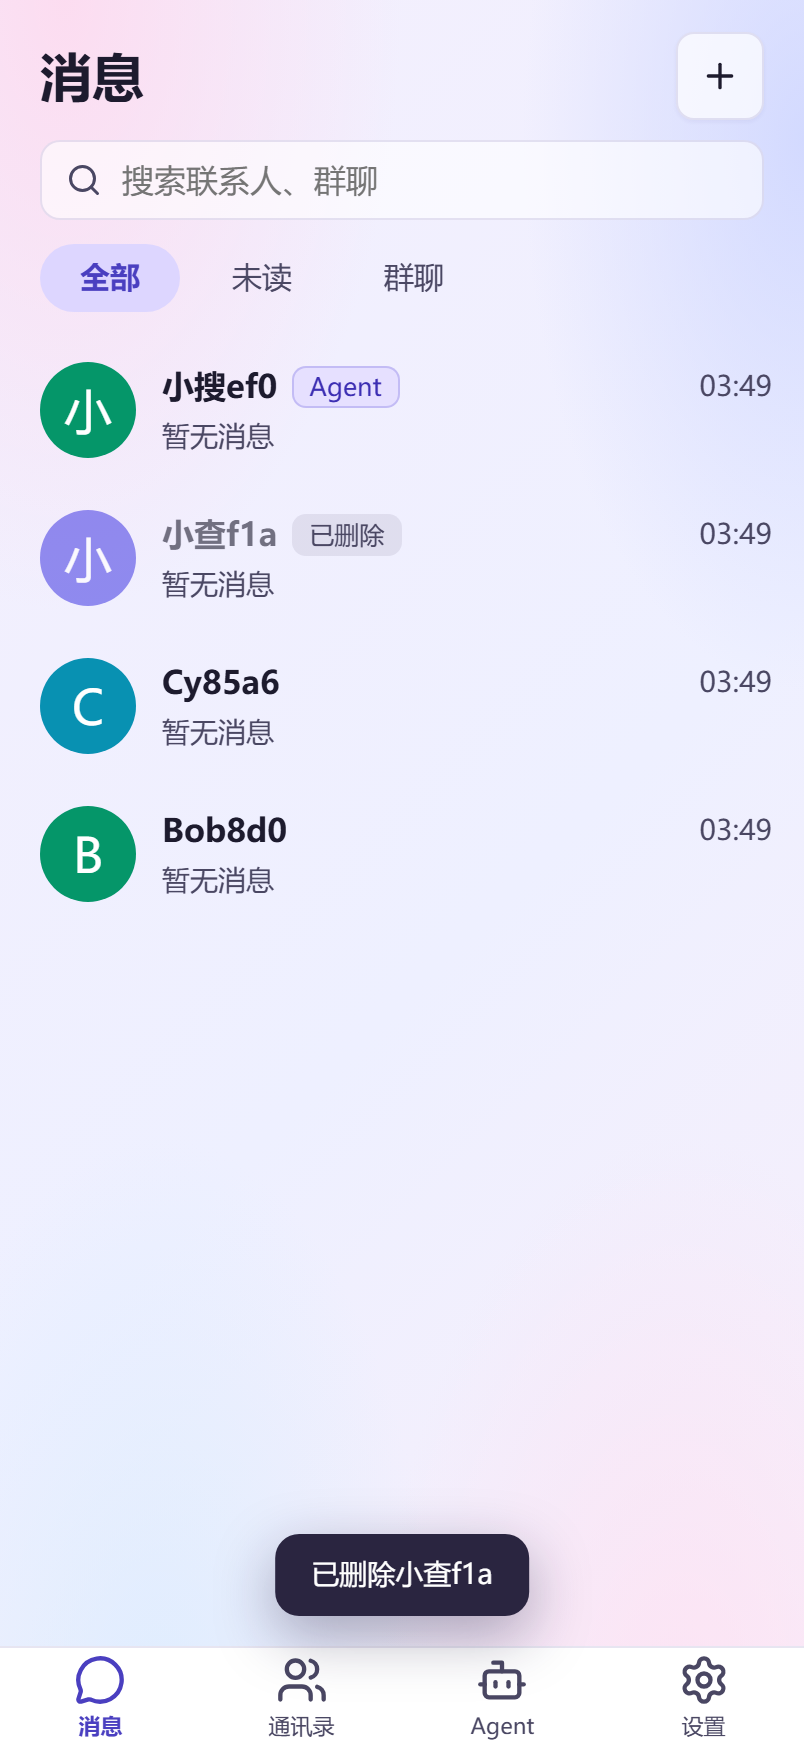 消息
搜索联系人、群聊
全部 未读 群聊
小 小搜ef0 Agent 03:49
暂无消息
小 小查f1a 已删除 03:49
暂无消息
C Cy85a6 03:49
暂无消息
B Bob8d0 03:49
暂无消息
已删除小查f1a
消息 通讯录 Agent 设置